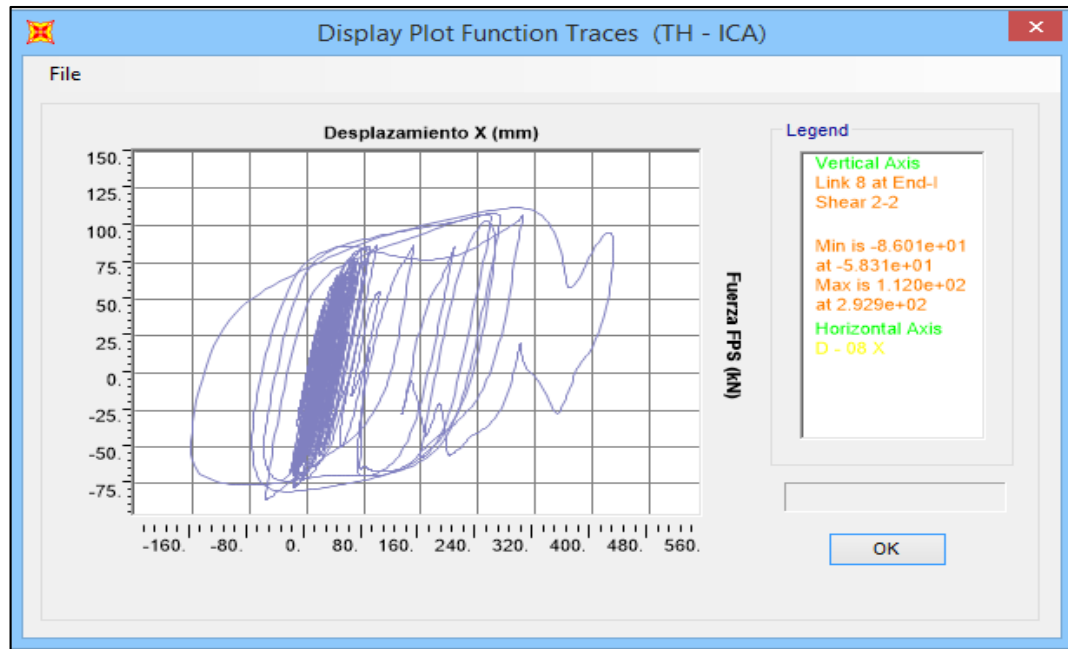 Display Plot Function Traces (TH - ICA)
File
Desplazamiento X (mm)
150.
125.
100.
75.
50.
25.
0.
-25.
-50.
-75.
-160. -80. 0. 80. 160. 240. 320. 400. 480. 560.
Fuerza FPS (kN)
Legend
Vertical Axis
Link 8 at End-I
Shear 2-2
Min is -8.601e+01
at -5.831e+01
Max is 1.120e+02
at 2.929e+02
Horizontal Axis
D - 08 X
OK